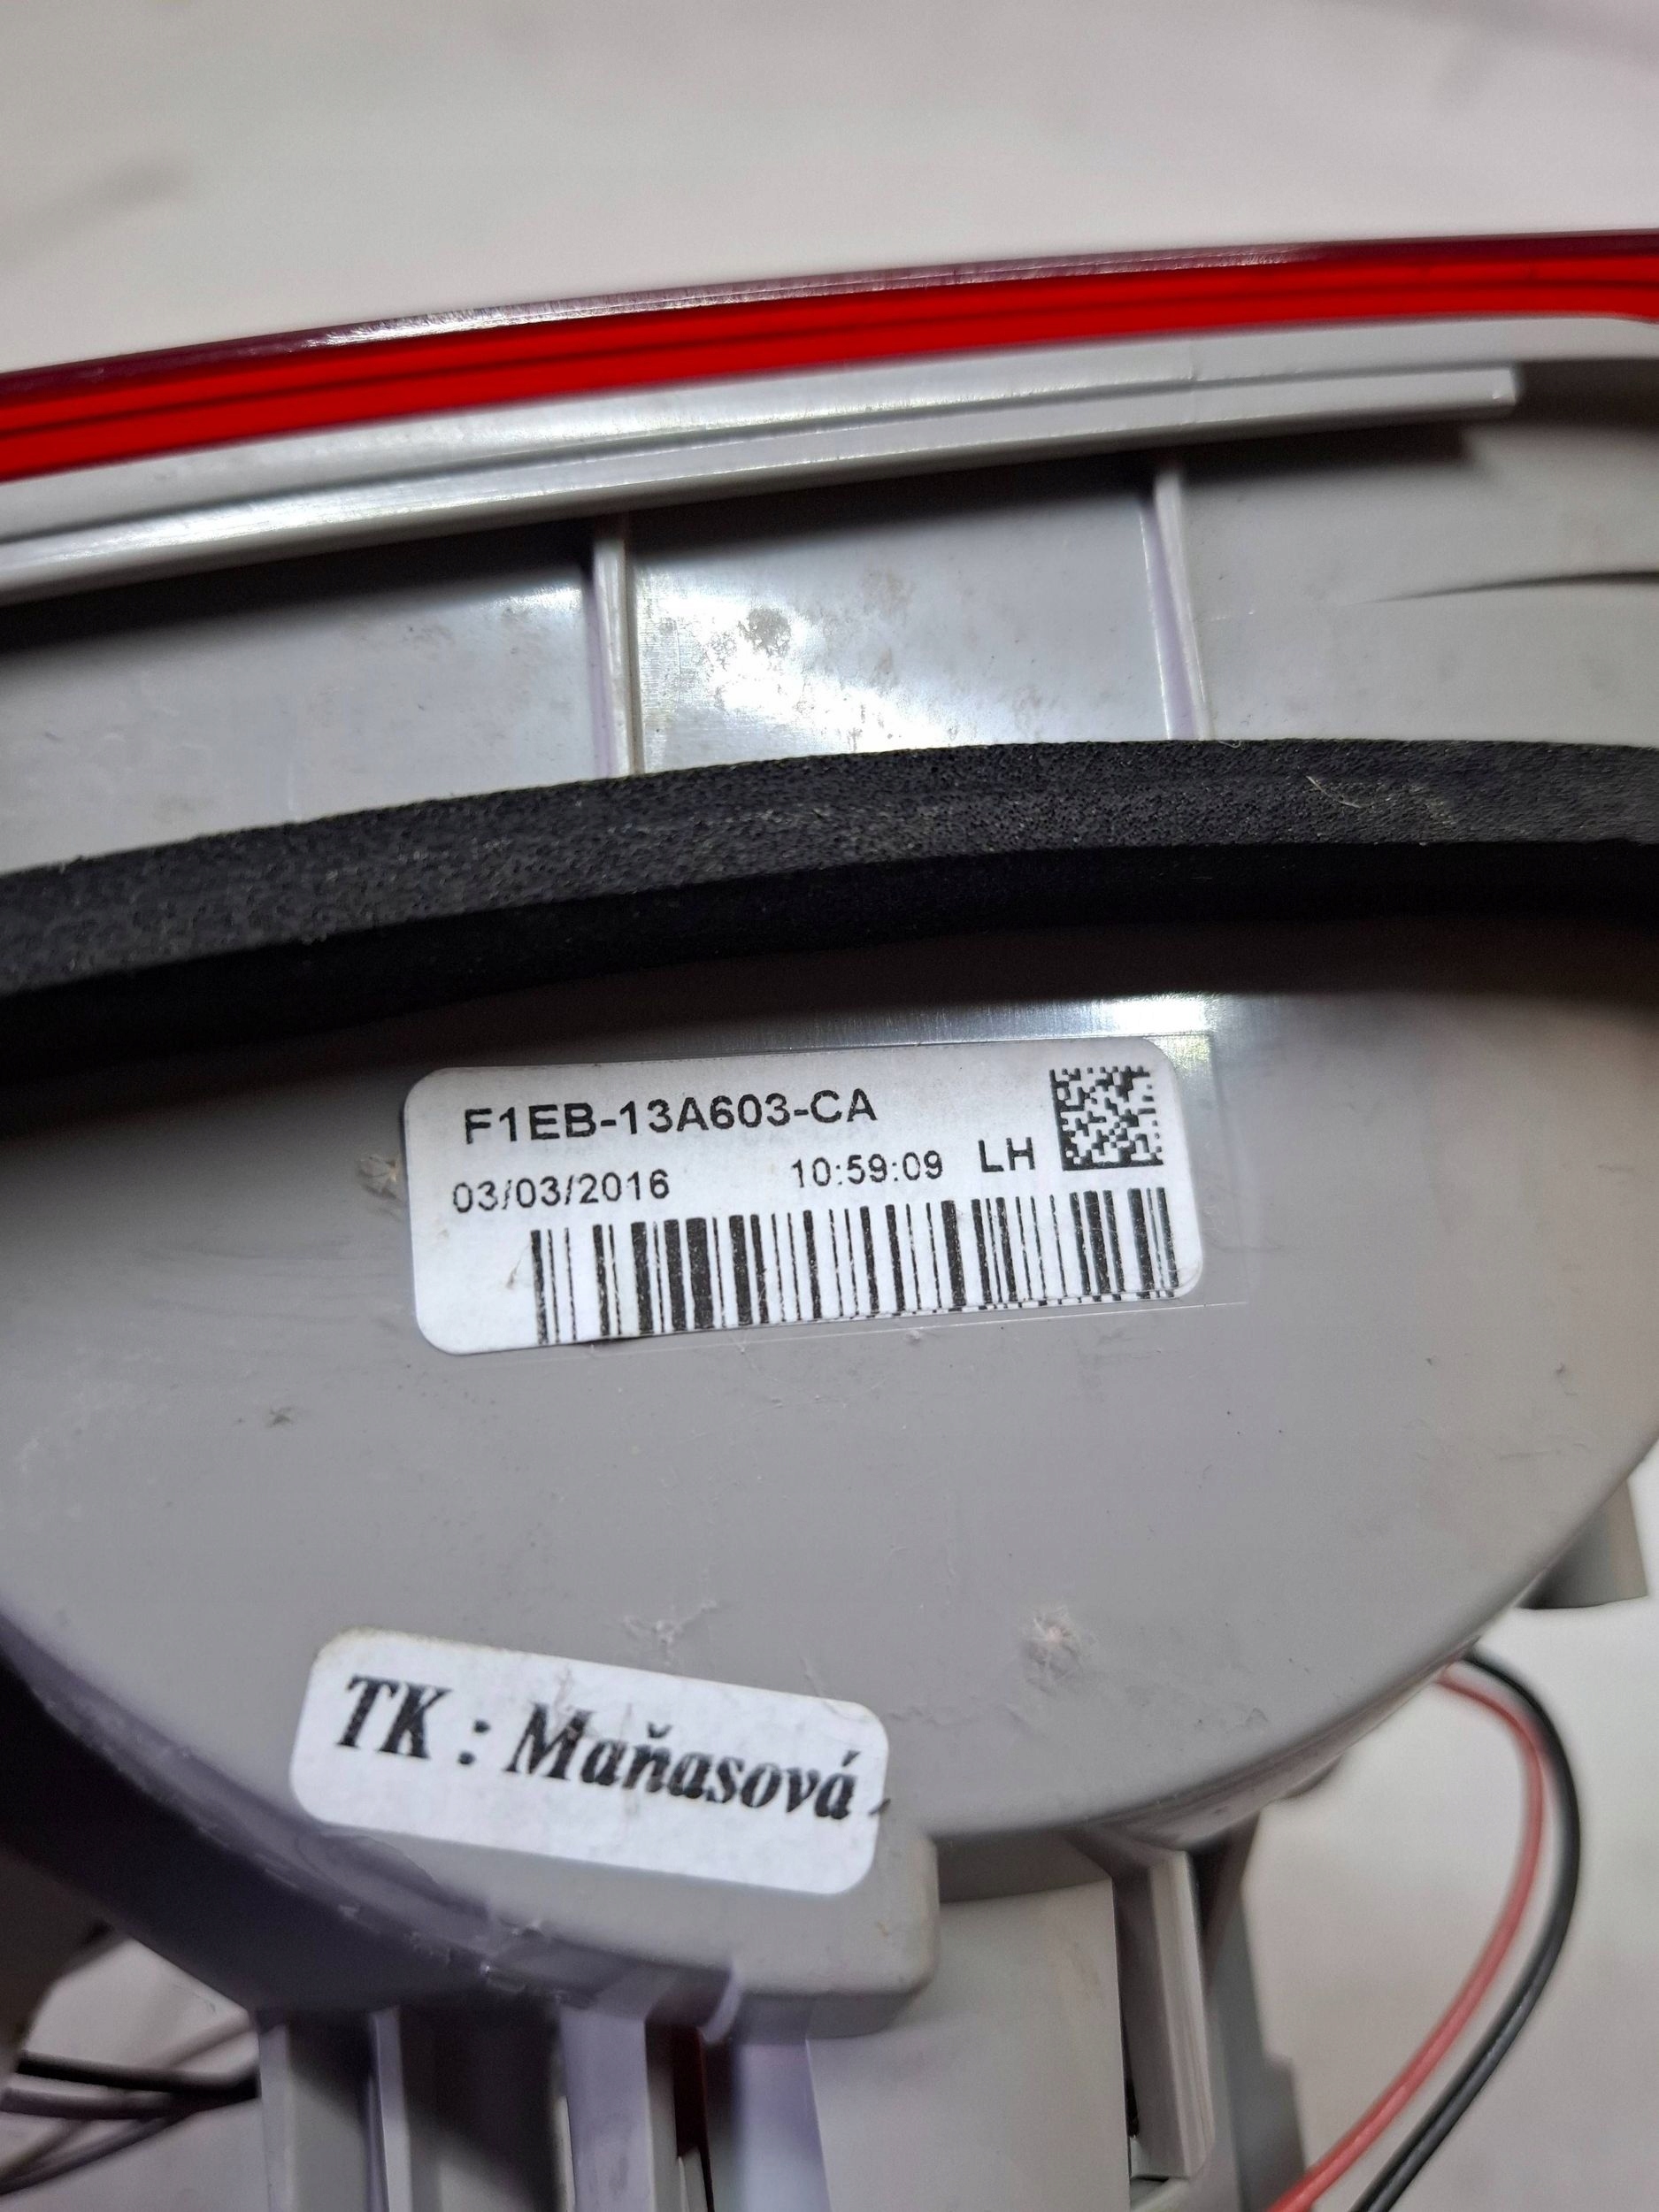 F1EB-13A603-CA
03/03/2016 10:59:09 LH
TK : Maňasová